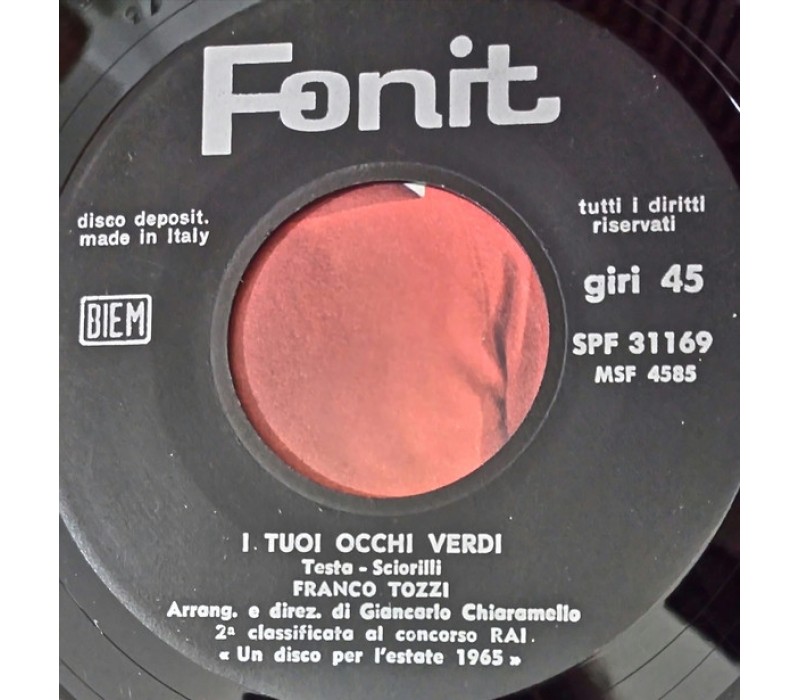 Fonit
disco deposit.
made in Italy
BIEM
tutti i diritti
riservati
giri 45
SPF 31169
MSF 4585
I TUOI OCCHI VERDI
Testa - Sciorilli
FRANCO TOZZI
Arrang. e direz. di Giancarlo Chiaramello
2ª classificata al concorso RAI.
« Un disco per l'estate 1965 »